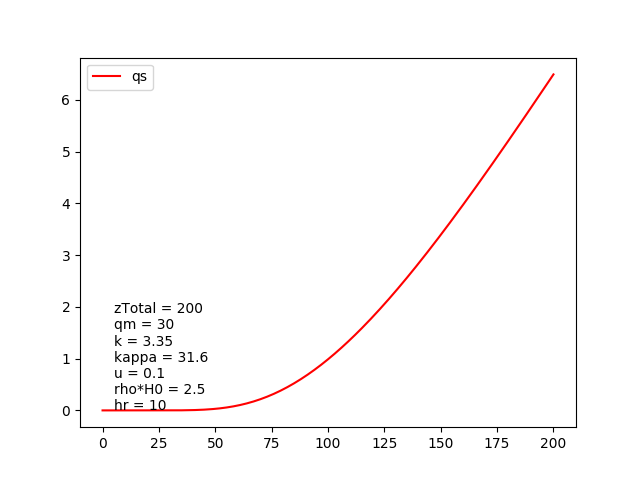 qs
6
5
4
3
2
1
0
zTotal = 200
qm = 30
k = 3.35
kappa = 31.6
u = 0.1
rho*H0 = 2.5
hr = 10
0 25 50 75 100 125 150 175 200